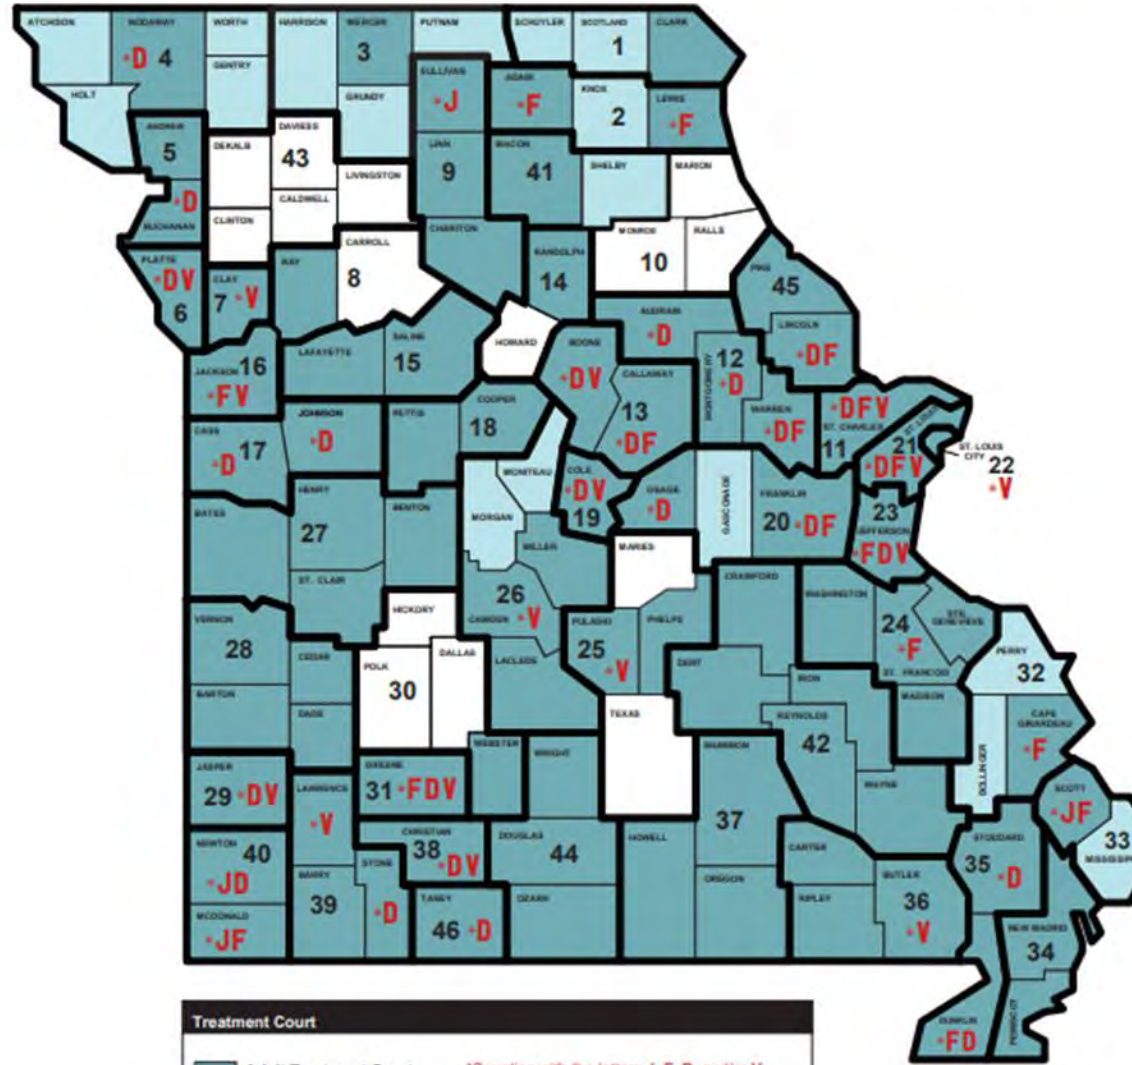 ATCHISON
NODAWAY
WORTH
HARRISON
MERCER
PUTNAM
SCHUYLER
SCOTLAND
CLARK
*D 4
3
1
GENTRY
SULLIVAN
ADAIR
HOLT
GRUNDY
*J
*F
KNOX
LEWIS
2
*F
ANDREW
5
DEKALB
DAVIESS
43
LINN
9
MACON
41
SHELBY
MARION
LIVINGSTON
*D
BUCHANAN
CLINTON
CALDWELL
CHARITON
MONROE
RALLS
CARROLL
8
RANDOLPH
14
10
PLATTE
*DV
6
CLAY
7 *V
RAY
PIKE
45
AUDRAIN
*D
LINCOLN
*DF
HOWARD
BOONE
*DV
JACKSON 16
*FV
LAFAYETTE
SALINE
15
CALLAWAY
13
*DF
MONTGOMERY
12
*D
WARREN
*DF
*DFV
ST. CHARLES
11
ST. LOUIS
21
*DFV
ST. LOUIS
CITY
22
*V
CASS
*D 17
JOHNSON
*D
PETTIS
COOPER
18
MONITEAU
COLE
*DV
19
OSAGE
*D
GASCONADE
FRANKLIN
20 *DF
23
JEFFERSON
*FDV
BATES
HENRY
27
BENTON
MORGAN
MILLER
MARIES
ST. CLAIR
26
CAMDEN *V
CRAWFORD
WASHINGTON
STE.
GENEVIEVE
24
*F
ST. FRANCOIS
VERNON
28
HICKORY
PULASKI
25
*V
PHELPS
PERRY
32
CEDAR
POLK
30
DALLAS
LACLEDE
DENT
IRON
BARTON
MADISON
DADE
TEXAS
REYNOLDS
42
BOLLINGER
CAPE
GIRARDEAU
*F
JASPER
29 *DV
LAWRENCE
*V
GREENE
31 *FDV
WEBSTER
WRIGHT
SHANNON
37
WAYNE
SCOTT
*JF
NEWTON
40
*JD
CHRISTIAN
38
*DV
DOUGLAS
44
HOWELL
CARTER
STODDARD
35 *D
33
STONE
*D
BARRY
39
TANEY
46 *D
OZARK
OREGON
RIPLEY
BUTLER
36
*V
MCDONALD
*JF
NEW MADRID
34
DUNKLIN
*FD
PEMISCOT
Treatment Court